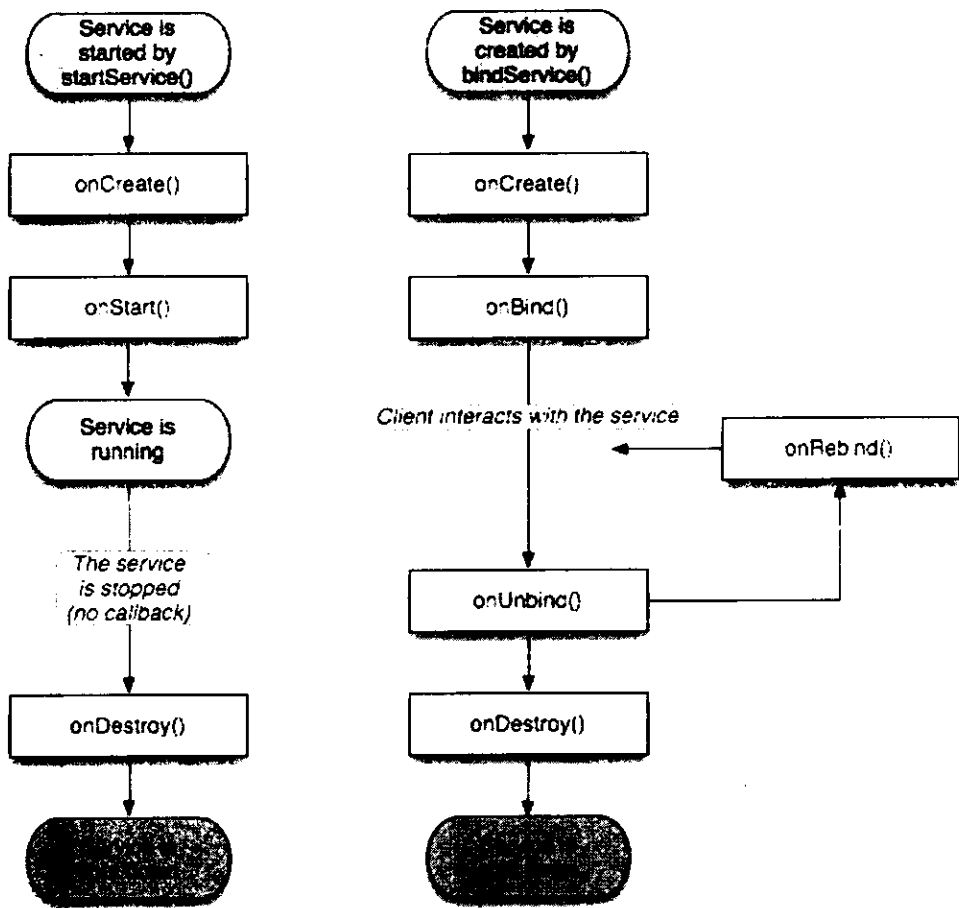 Service is
started by
startService()
onCreate()
onStart()
Service is
running
The service
is stopped
(no callback)
onDestroy()
Service is
created by
bindService()
onCreate()
onBind()
Client interacts with the service
onRebind()
onUnbind()
onDestroy()